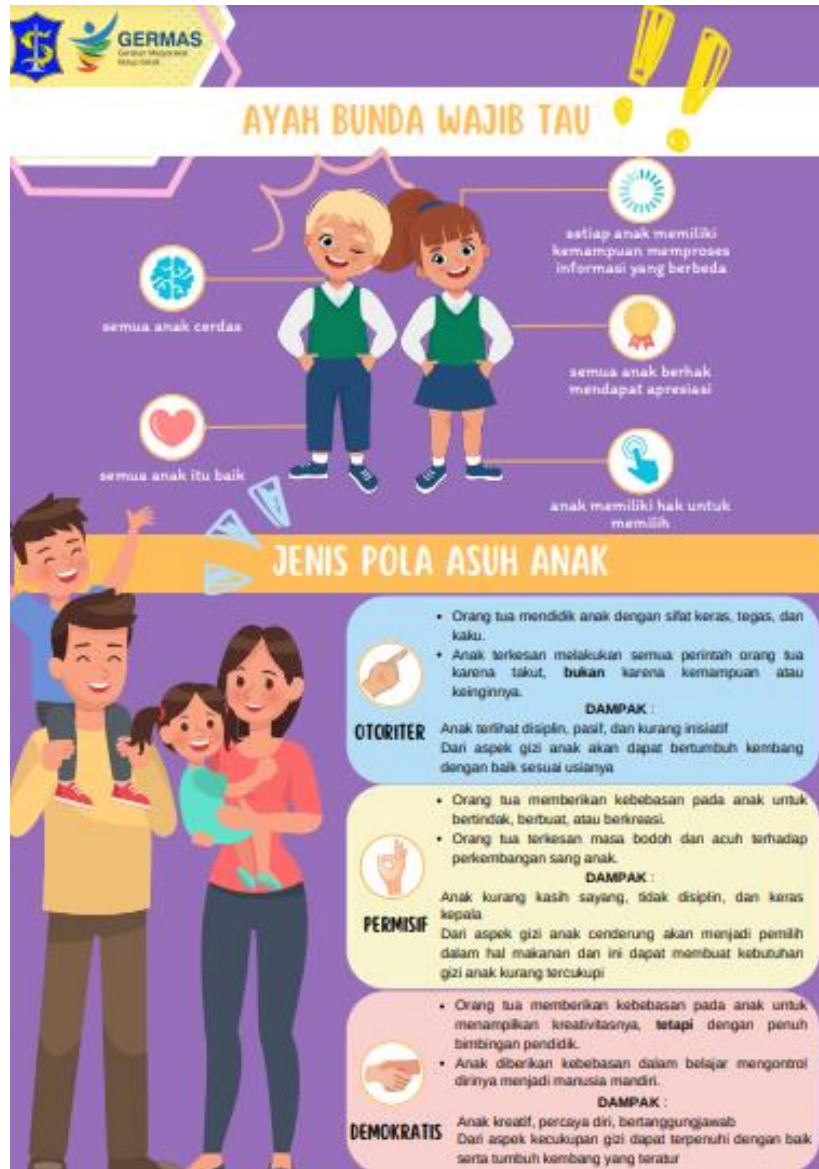 GERMAS
Gerakan Masyarakat
Hidup Sehat
AYAH BUNDA WAJIB TAU
setiap anak memiliki
kemampuan memproses
informasi yang berbeda
semua anak cerdas
semua anak berhak
mendapat apresiasi
semua anak itu baik
anak memiliki hak untuk
memilih
JENIS POLA ASUH ANAK
• Orang tua mendidik anak dengan sifat keras, tegas, dan
kaku.
• Anak terkesan melakukan semua perintah orang tua
karena takut, bukan karena kemampuan atau
keinginnya.
DAMPAK :
OTORITER
Anak terlihat disiplin, pasif, dan kurang inisiatif
Dari aspek gizi anak akan dapat bertumbuh kembang
dengan baik sesuai usianya
• Orang tua memberikan kebebasan pada anak untuk
bertindak, berbuat, atau berkreasi.
• Orang tua terkesan masa bodoh dan acuh terhadap
perkembangan sang anak.
DAMPAK :
Anak kurang kasih sayang, tidak disiplin, dan keras
kepala
PERMISIF
Dari aspek gizi anak cenderung akan menjadi pemilih
dalam hal makanan dan ini dapat membuat kebutuhan
gizi anak kurang tercukupi
• Orang tua memberikan kebebasan pada anak untuk
menampilkan kreativitasnya, tetapi dengan penuh
bimbingan pendidik.
• Anak diberikan kebebasan dalam belajar mengontrol
dirinya menjadi manusia mandiri.
DAMPAK :
DEMOKRATIS
Anak kreatif, percaya diri, bertanggungjawab
Dari aspek kecukupan gizi dapat terpenuhi dengan baik
serta tumbuh kembang yang teratur